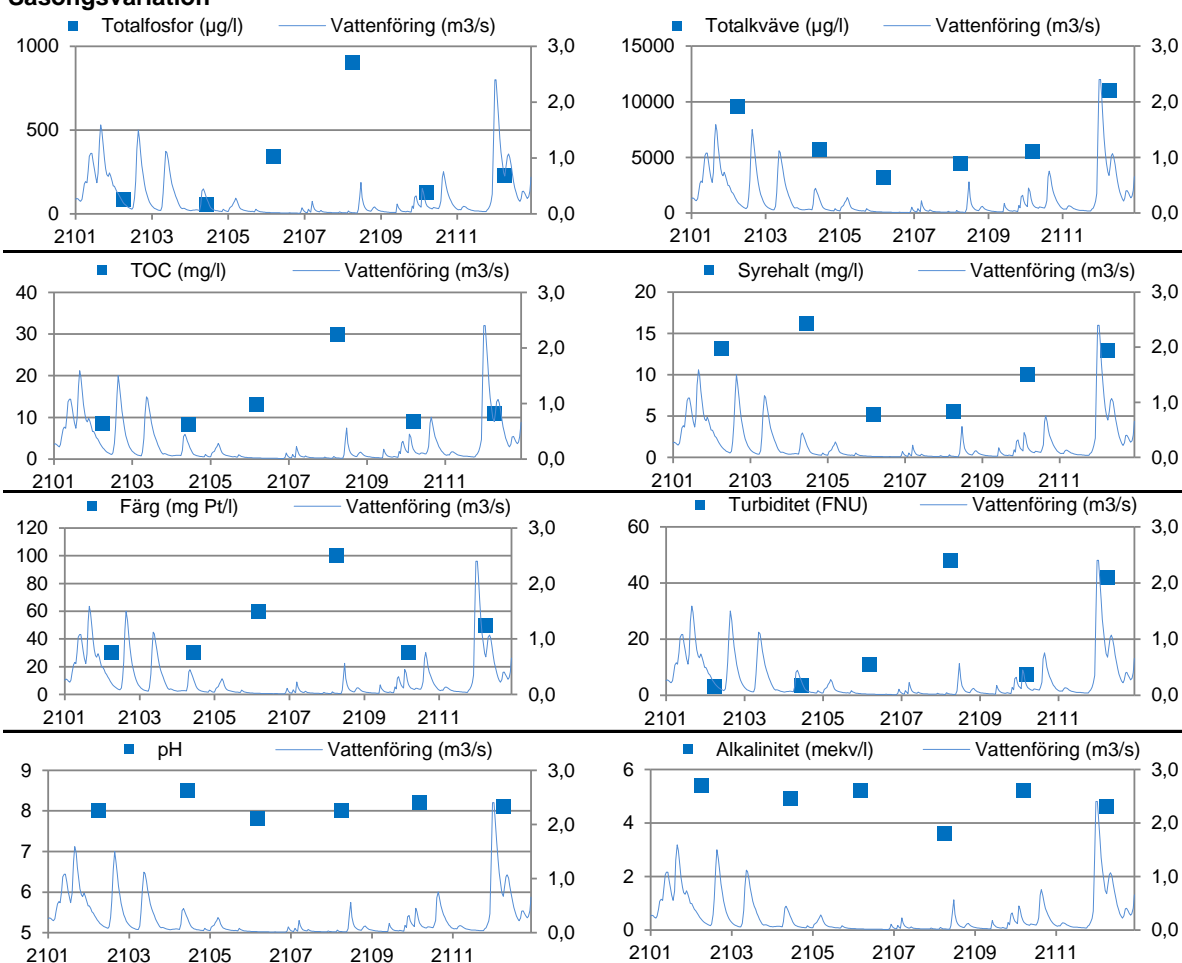 Säsongsvariation
Totalfosfor (µg/l) Vattenföring (m3/s)
1000 3,0
2,0
500
1,0
0 0,0
2101 2103 2105 2107 2109 2111
Totalkväve (µg/l) Vattenföring (m3/s)
15000 3,0
10000 2,0
5000 1,0
0 0,0
2101 2103 2105 2107 2109 2111
TOC (mg/l) Vattenföring (m3/s)
40 3,0
30
2,0
20
1,0
10
0 0,0
2101 2103 2105 2107 2109 2111
Syrehalt (mg/l) Vattenföring (m3/s)
20 3,0
15
2,0
10
1,0
5
0 0,0
2101 2103 2105 2107 2109 2111
Färg (mg Pt/l) Vattenföring (m3/s)
120 3,0
100
80 2,0
60
40 1,0
20
0 0,0
2101 2103 2105 2107 2109 2111
Turbiditet (FNU) Vattenföring (m3/s)
60 3,0
40 2,0
20 1,0
0 0,0
2101 2103 2105 2107 2109 2111
pH Vattenföring (m3/s)
9 3,0
8
2,0
7
1,0
6
5 0,0
2101 2103 2105 2107 2109 2111
Alkalinitet (mekv/l) Vattenföring (m3/s)
6 3,0
4 2,0
2 1,0
0 0,0
2101 2103 2105 2107 2109 2111